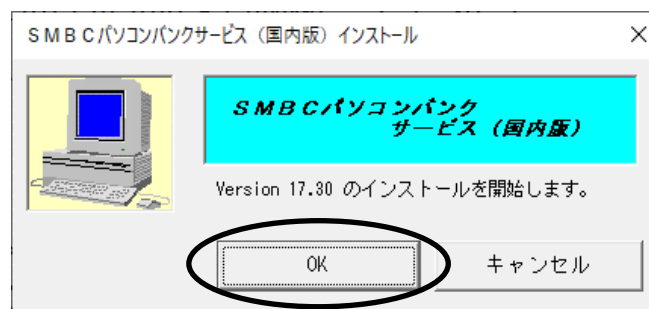 ＳＭＢＣパソコンバンクサービス（国内版）インストール
ＳＭＢＣパソコンバンク
サービス（国内版）
Version 17.30 のインストールを開始します。
OK
キャンセル